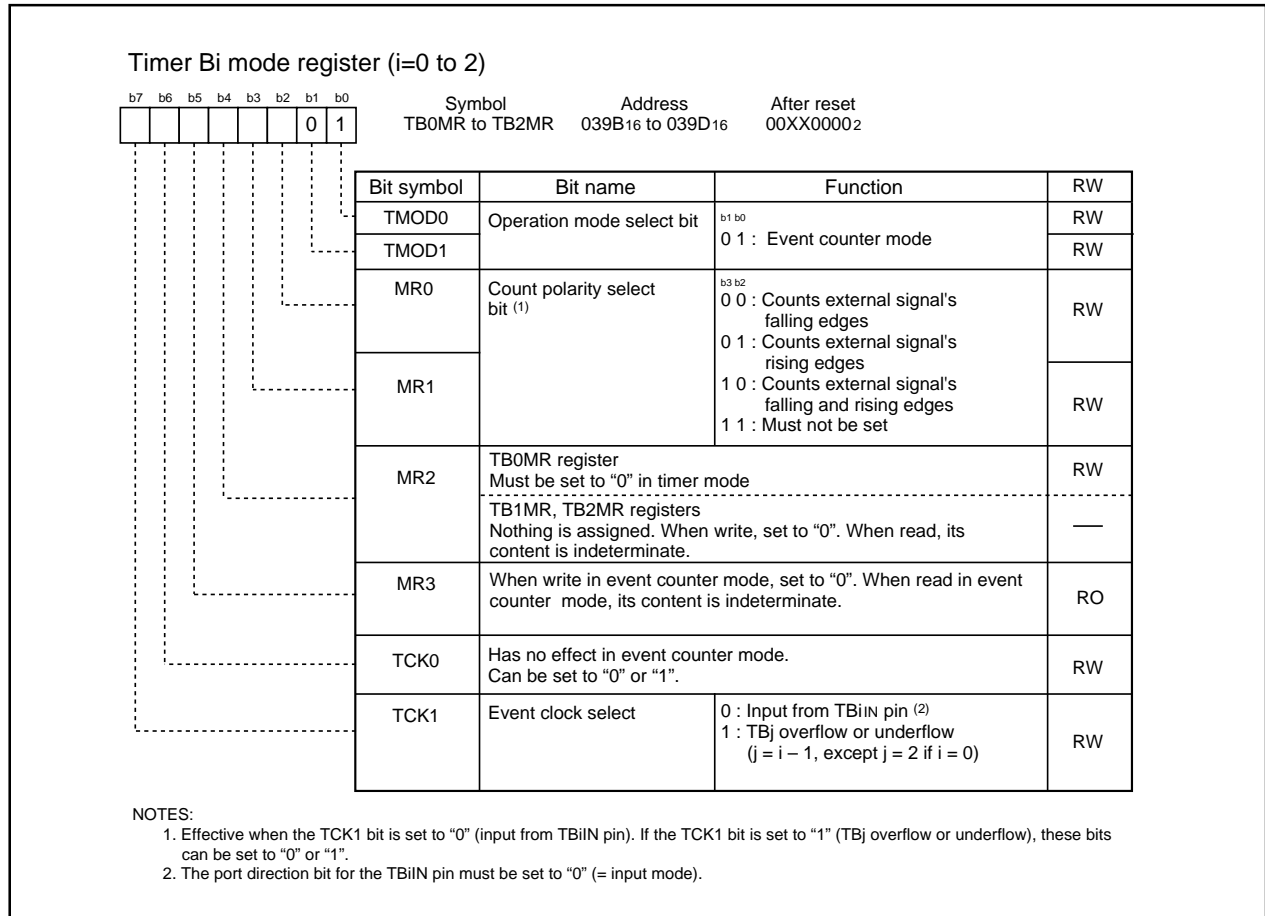 Timer Bi mode register (i=0 to 2)
b7 b6 b5 b4 b3 b2 b1 b0
0 1
Symbol Address After reset
TB0MR to TB2MR 039B16 to 039D16 00XX00002
Bit symbol Bit name Function RW
TMOD0 Operation mode select bit b1 b0 RW
0 1 : Event counter mode
TMOD1 RW
MR0 Count polarity select bit (1) b3 b2 RW
0 0 : Counts external signal's
falling edges
0 1 : Counts external signal's
rising edges
MR1 1 0 : Counts external signal's RW
falling and rising edges
1 1 : Must not be set
MR2 TB0MR register RW
Must be set to “0” in timer mode
TB1MR, TB2MR registers —
Nothing is assigned. When write, set to “0”. When read, its
content is indeterminate.
MR3 When write in event counter mode, set to “0”. When read in event RO
counter mode, its content is indeterminate.
TCK0 Has no effect in event counter mode. RW
Can be set to “0” or “1”.
TCK1 Event clock select 0 : Input from TBiIN pin (2) RW
1 : TBj overflow or underflow
(j = i – 1, except j = 2 if i = 0)
NOTES:
1. Effective when the TCK1 bit is set to “0” (input from TBiIN pin). If the TCK1 bit is set to “1” (TBj overflow or underflow), these bits
can be set to “0” or “1”.
2. The port direction bit for the TBiIN pin must be set to “0” (= input mode).